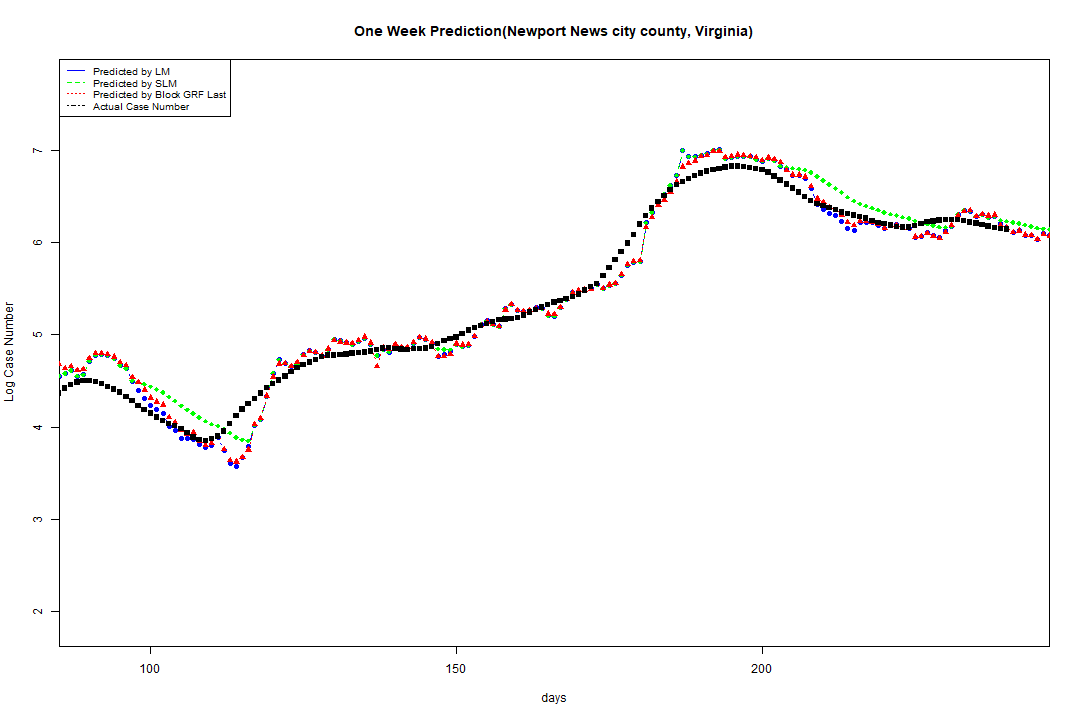 One Week Prediction(Newport News city county, Virginia)
Predicted by LM
Predicted by SLM
Predicted by Block GRF Last
Actual Case Number
7
6
5
4
3
2
Log Case Number
100 150 200
days